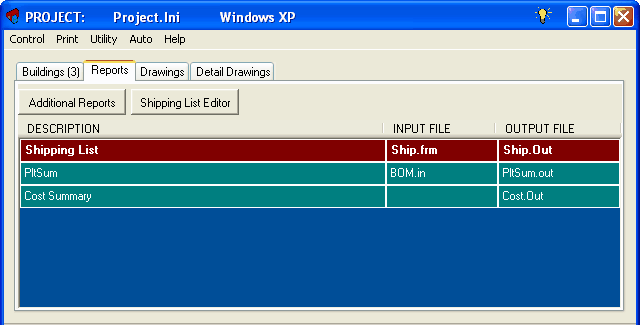 PROJECT: Project.Ini Windows XP
Control Print Utility Auto Help
Buildings (3) Reports Drawings Detail Drawings
Additional Reports Shipping List Editor
DESCRIPTION INPUT FILE OUTPUT FILE
Shipping List Ship.frm Ship.Out
PltSum BOM.in PltSum.out
Cost Summary Cost.Out